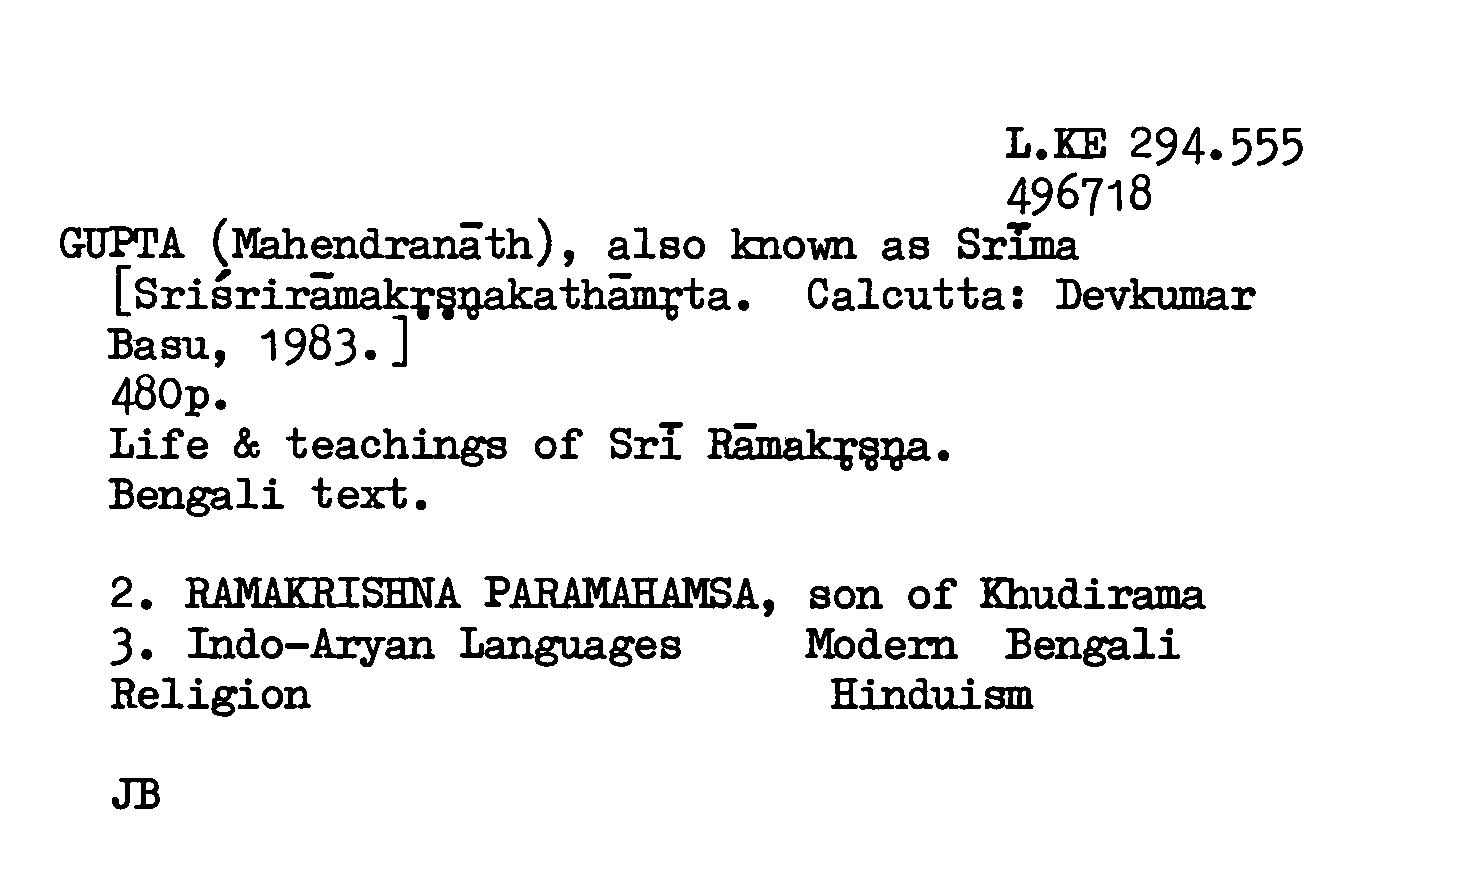 L.KE 294.555
496718
GUPTA (Mahendranāth), also known as Srīma
[Sriśrirāmakṛṣṇakathāmṛta. Calcutta: Devkumar
Basu, 1983.]
480p.
Life & teachings of Srī Rāmakṛṣṇa.
Bengali text.
2. RAMAKRISHNA PARAMAHAMSA, son of Khudirama
3. Indo-Aryan Languages Modern Bengali
Religion Hinduism
JB